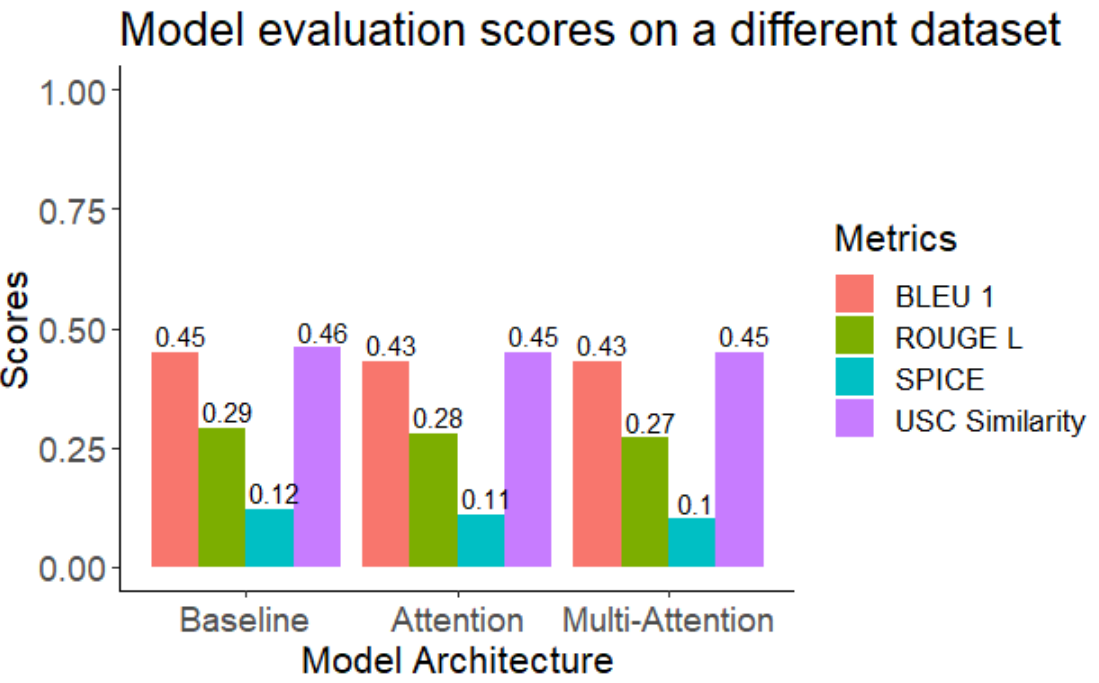 Model evaluation scores on a different dataset
Scores
1.00
0.75
0.50
0.25
0.00
0.45
0.29
0.12
0.46
0.43
0.28
0.11
0.45
0.43
0.27
0.1
0.45
Baseline
Attention
Multi-Attention
Model Architecture
Metrics
BLEU 1
ROUGE L
SPICE
USC Similarity